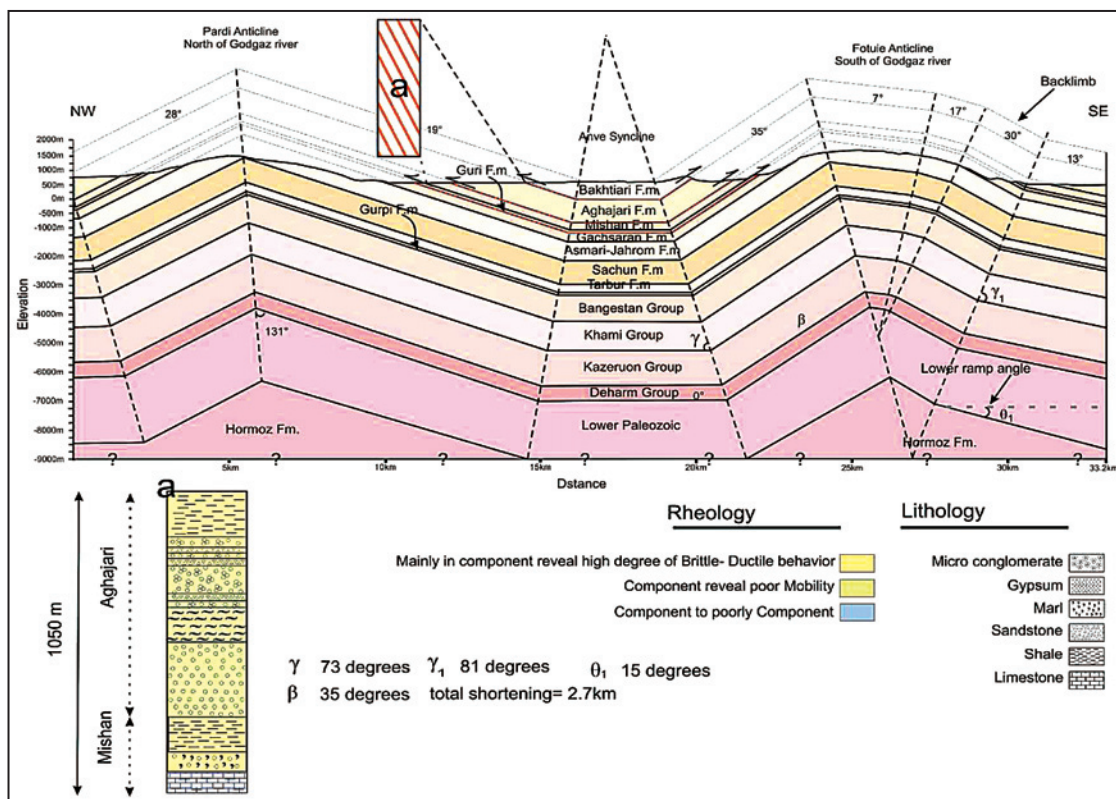 Pardi Anticline
North of Godgaz river
a
Fotuie Anticline
South of Godgaz river
Backlimb
NW
SE
28°
19°
Anve Syncline
35°
7°
17°
30°
13°
Elevation
2000m
1500m
500m
0m
-500m
-1000m
-2000m
-3000m
-4000m
-5000m
-6000m
-7000m
-8000m
-9000m
Guri F.m
Gurpi F.m
Bakhtiari F.m
Aghajari F.m
Mishan F.m
Gachsaran F.m
Asmari-Jahrom F.m
Sachun F.m
Tarbur F.m
Bangestan Group
Khami Group
Kazeruon Group
Deharm Group
0°
Lower Paleozoic
131°
γ
β
γ1
Lower ramp angle
θ1
Hormoz Fm.
Hormoz Fm.
? ? ? ? ? ? ?
5km 10km 15km 20km 25km 30km 33.2km
Dstance
a
1050 m
Aghajari
Mishan
Rheology
Mainly in component reveal high degree of Brittle- Ductile behavior
Component reveal poor Mobility
Component to poorly Component
Lithology
Micro conglomerate
Gypsum
Marl
Sandstone
Shale
Limestone
γ 73 degrees γ1 81 degrees θ1 15 degrees
β 35 degrees total shortening= 2.7km